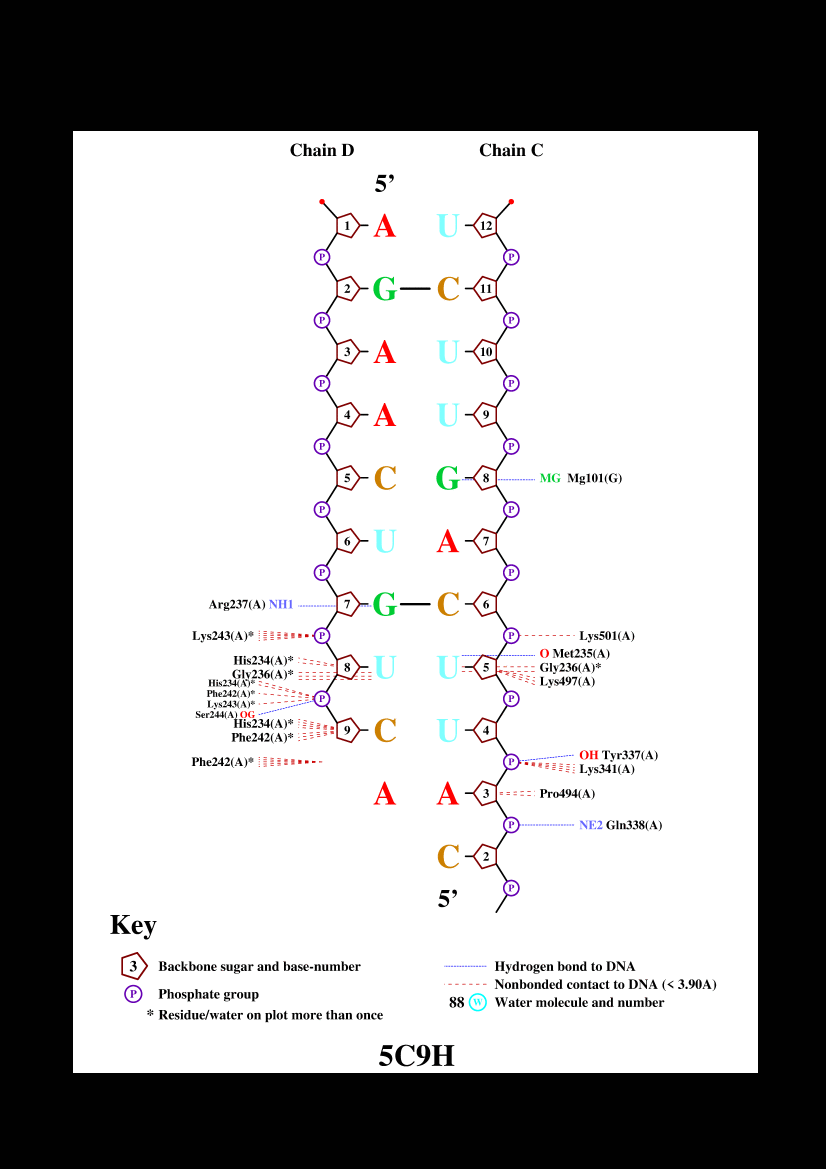 Chain D Chain C
5’
1 A U 12
P P
2 G C 11
P P
3 A U 10
P P
4 A U 9
P P
5 C G 8 MG Mg101(G)
P P
6 U A 7
P P
Arg237(A) NH1 7 G C 6
Lys243(A)* P P Lys501(A)
O Met235(A)
His234(A)* 8 U U 5 Gly236(A)*
Gly236(A)* Lys497(A)
His234(A)*
Phe242(A)* P P
Lys243(A)*
Ser244(A) OG
His234(A)* 9 C U 4
Phe242(A)*
OH Tyr337(A)
Phe242(A)* P Lys341(A)
A A 3 Pro494(A)
P NE2 Gln338(A)
C 2
P
5’
Key
3 Backbone sugar and base-number
P Phosphate group
* Residue/water on plot more than once
Hydrogen bond to DNA
Nonbonded contact to DNA (< 3.90A)
88 W Water molecule and number
5C9H